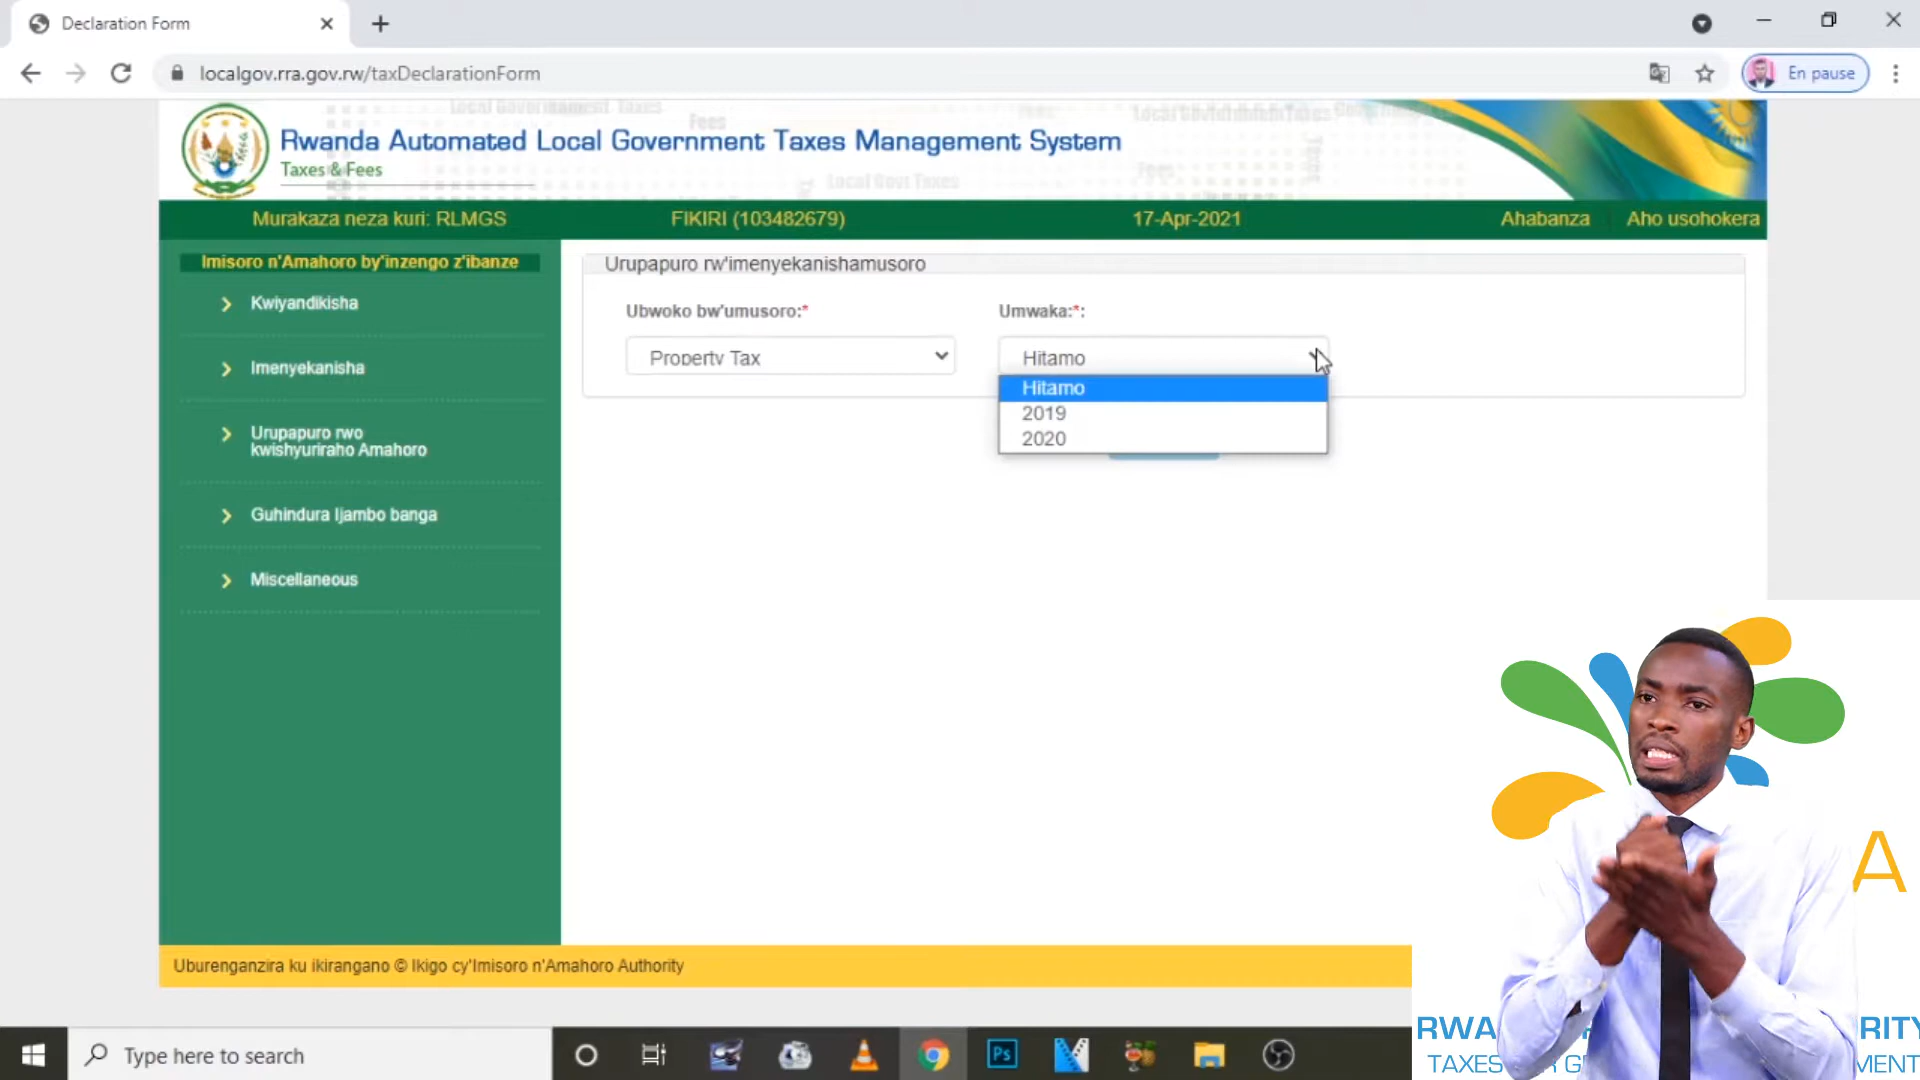 Declaration Form
localgov.rra.gov.rw/taxDeclarationForm
En pause
Rwanda Automated Local Government Taxes Management System
Taxes & Fees
Murakaza neza kuri: RLMGS
FIKIRI (103482679)
17-Apr-2021
Ahabanza
Aho usohokera
Imisoro n'Amahoro by'inzengo z'ibanze
Kwiyandikisha
Imenyekanisha
Urupapuro rwo
kwishyuriraho Amahoro
Guhindura Ijambo banga
Miscellaneous
Urupapuro rw'imenyekanishamusoro
Ubwoko bw'umusoro:*
Umwaka:*:
Property Tax
Hitamo
Hitamo
2019
2020
Uburenganzira ku ikirangano © Ikigo cy'Imisoro n'Amahoro Authority
A
TAXES
Type here to search
Ps